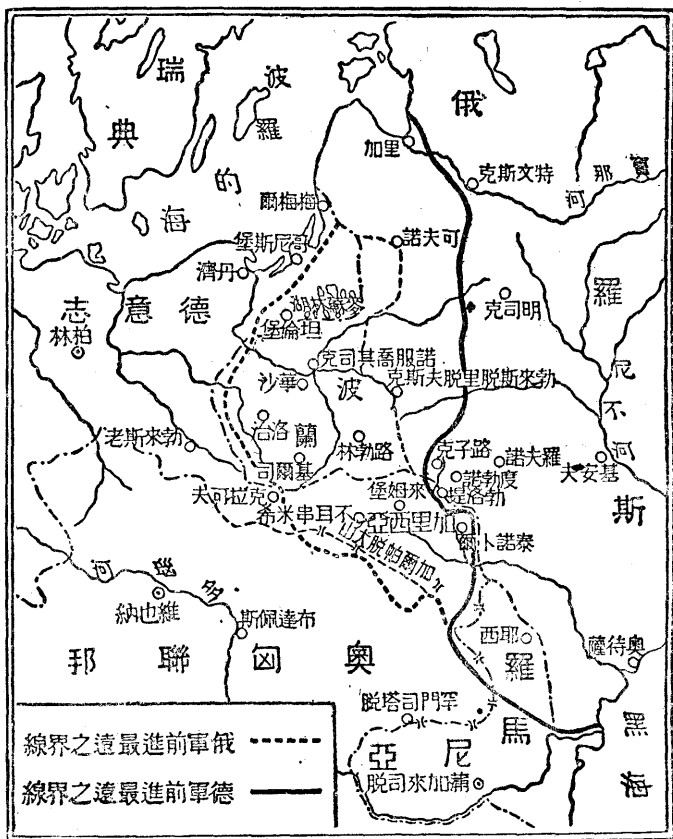 瑞典
波羅的海
俄羅斯
里加
特文斯克
那河
梅梅爾
可夫諾
哥尼斯堡
丹濟
德意志
柏林
坦倫堡
明司克
諾服喬其司克
華沙
波蘭
勃來斯脫里脫夫斯克
尼不河
洛治
路勃林
基爾司
勃來斯老
路子克
羅夫諾
基安夫
度勃諾
勃洛堤
來姆堡
克拉可夫
不耳串米希
加里西亞
泰諾卜爾
加爾帕脫大山
多瑙河
維也納
布達佩斯
奧匈聯邦
耶西
奧待薩
羅馬尼亞
罕門司塔脫
蒲加來司脫
黑海
俄軍前進最遠之界線
德軍前進最遠之界線